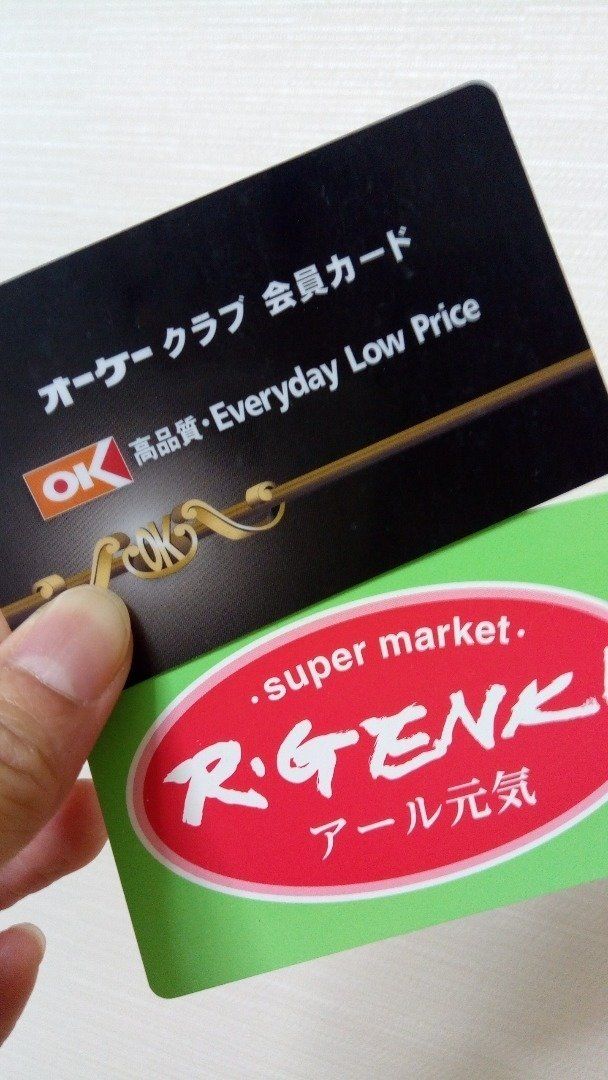 オーケー クラブ 会員カード
OK 高品質・Everyday Low Price
OK
・super market・
R・GENKI
アール元気